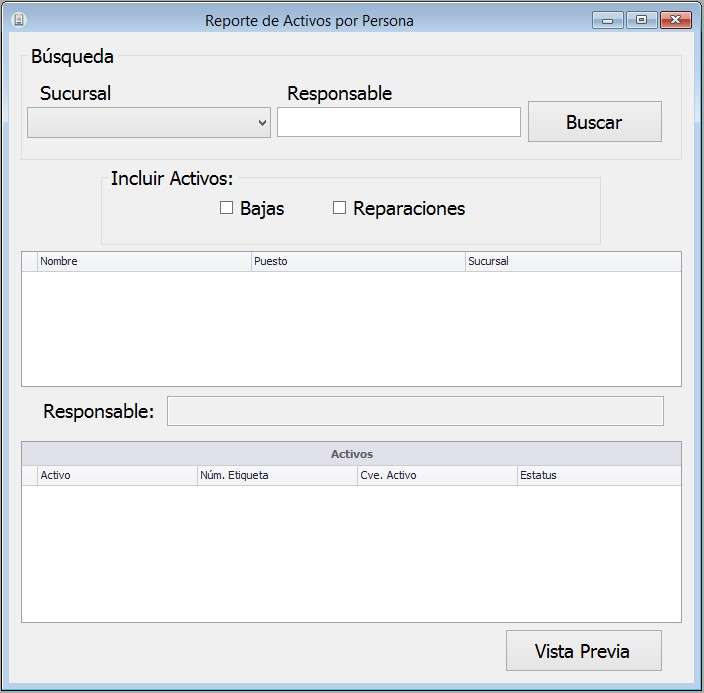 Reporte de Activos por Persona
Búsqueda
Sucursal Responsable
Buscar
Incluir Activos:
Bajas Reparaciones
Nombre Puesto Sucursal
Responsable:
Activos
Activo Núm. Etiqueta Cve. Activo Estatus
Vista Previa